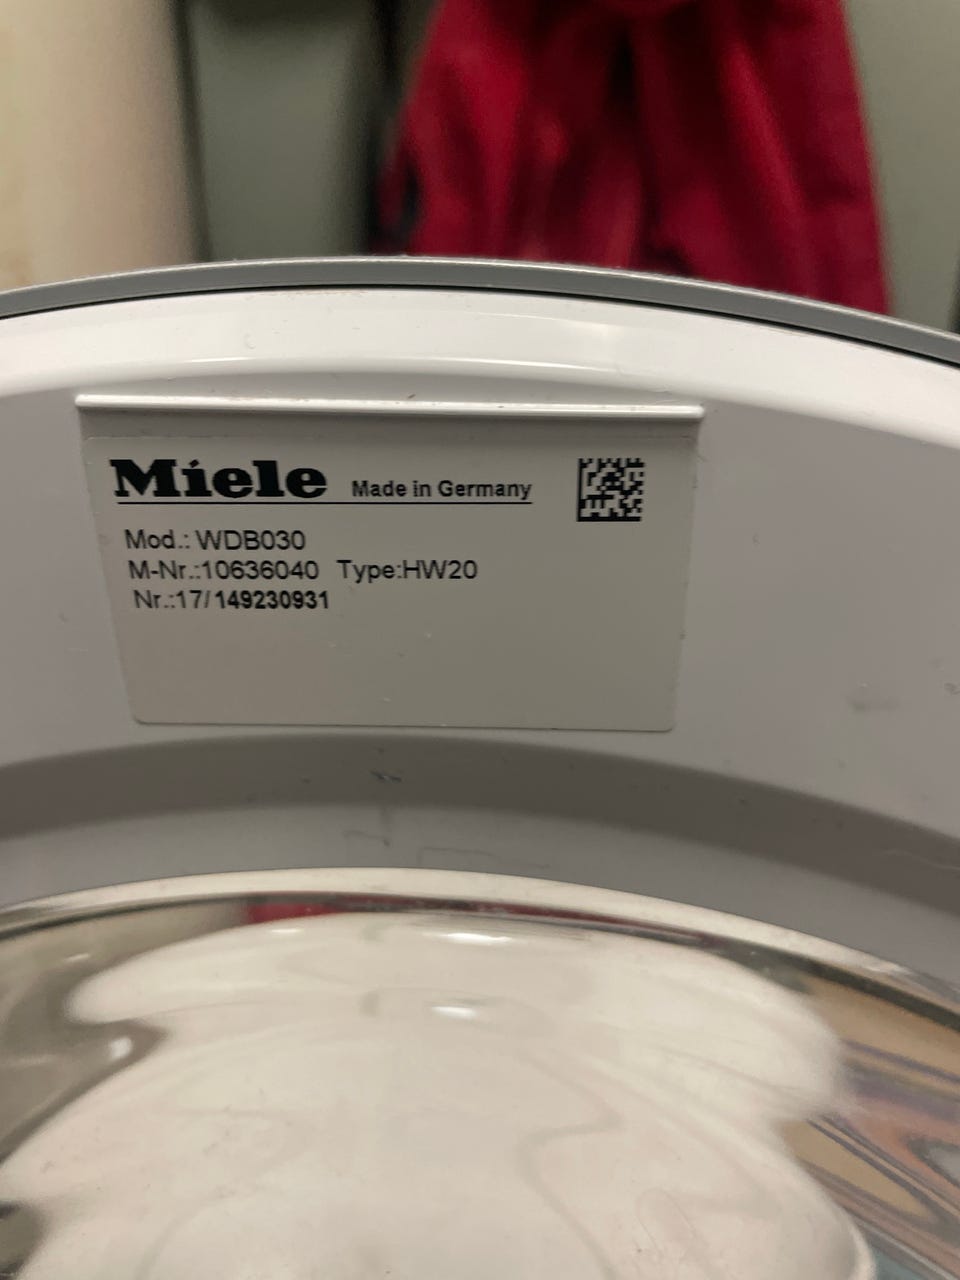 Miele Made in Germany
Mod.: WDB030
M-Nr.:10636040 Type:HW20
Nr.:17/149230931